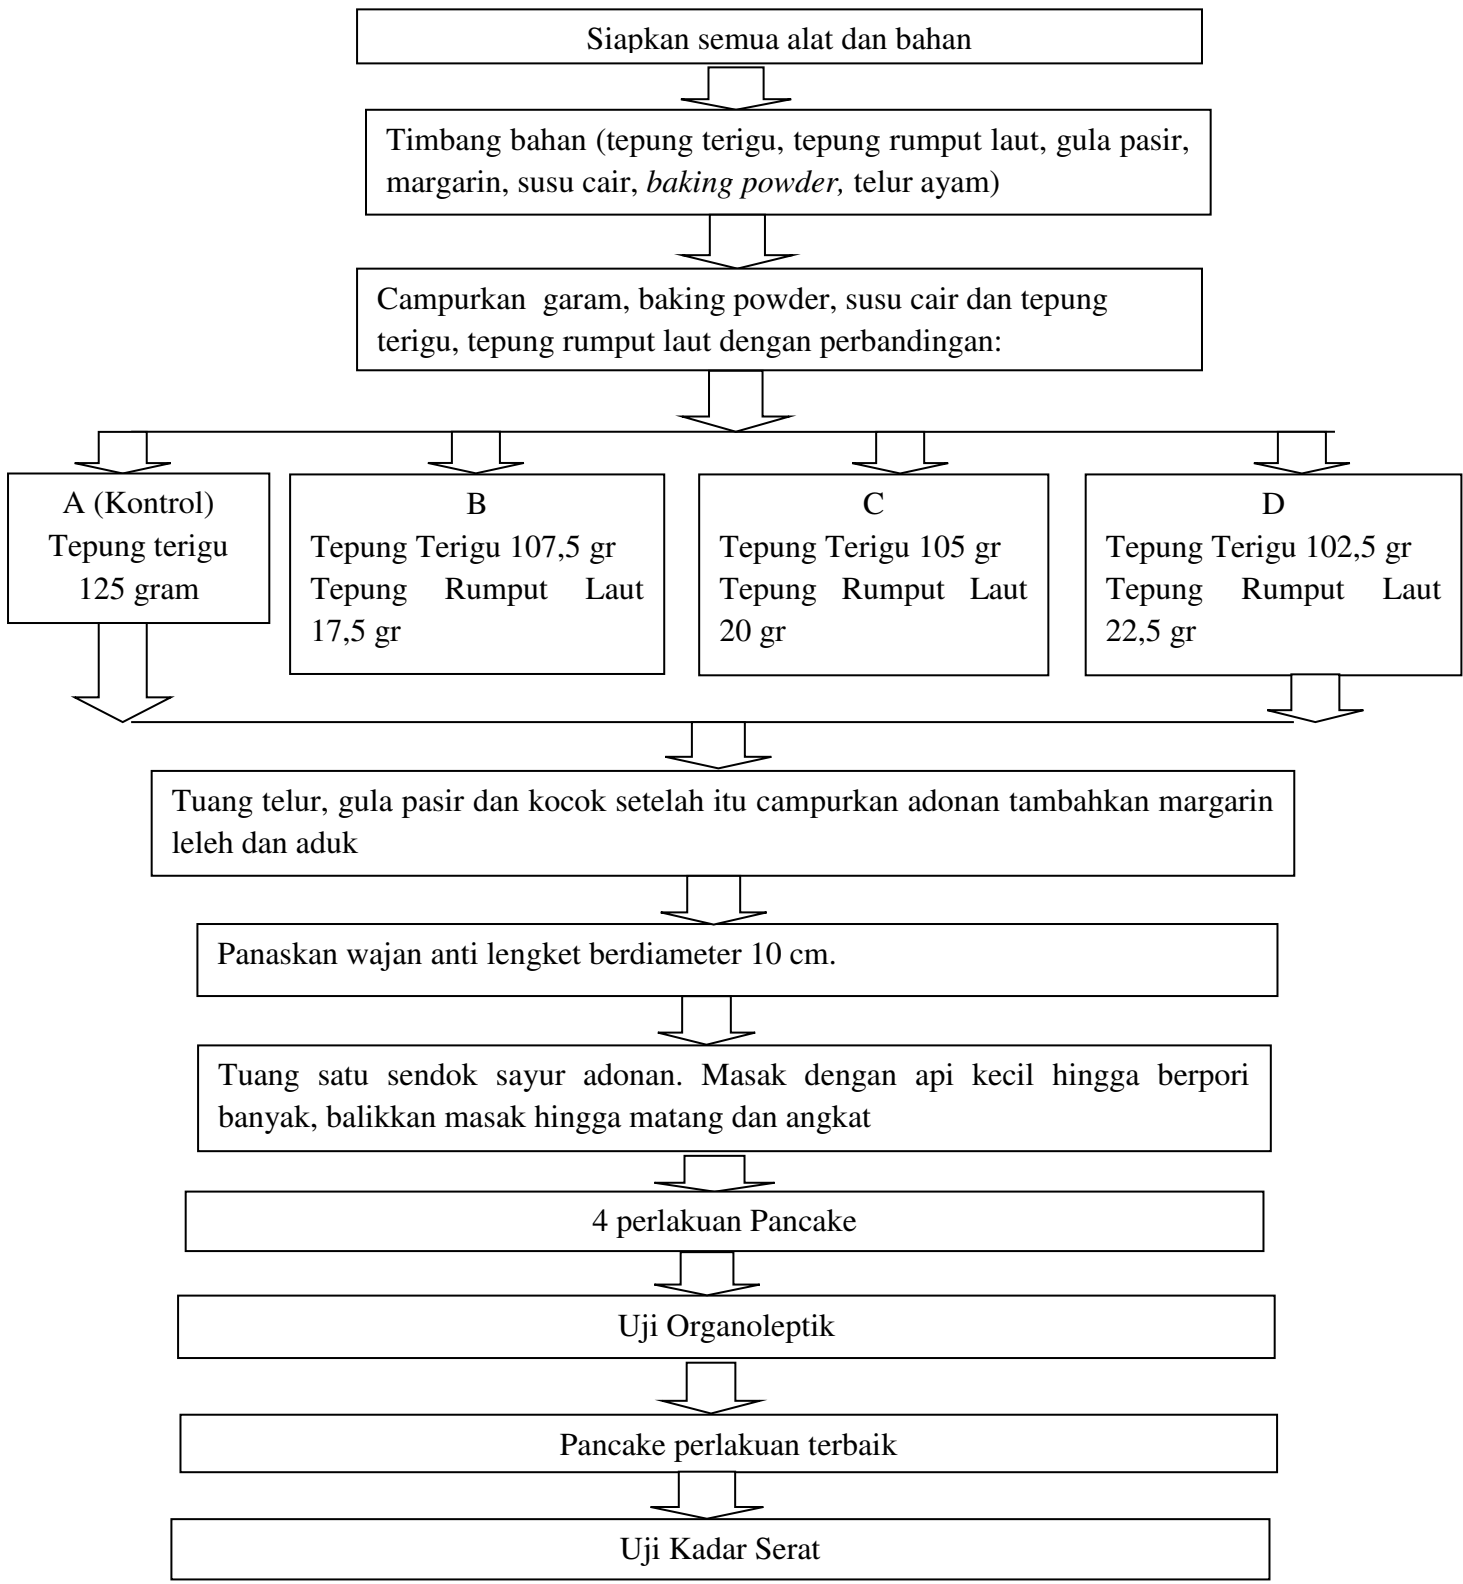 Siapkan semua alat dan bahan
Timbang bahan (tepung terigu, tepung rumput laut, gula pasir,
margarin, susu cair, baking powder, telur ayam)
Campurkan  garam, baking powder, susu cair dan tepung
terigu, tepung rumput laut dengan perbandingan:
A (Kontrol)
Tepung terigu
125 gram
B
Tepung Terigu 107,5 gr
Tepung Rumput Laut
17,5 gr
C
Tepung Terigu 105 gr
Tepung Rumput Laut
20 gr
D
Tepung Terigu 102,5 gr
Tepung Rumput Laut
22,5 gr
Tuang telur, gula pasir dan kocok setelah itu campurkan adonan tambahkan margarin
leleh dan aduk
Panaskan wajan anti lengket berdiameter 10 cm.
Tuang satu sendok sayur adonan. Masak dengan api kecil hingga berpori
banyak, balikkan masak hingga matang dan angkat
4 perlakuan Pancake
Uji Organoleptik
Pancake perlakuan terbaik
Uji Kadar Serat